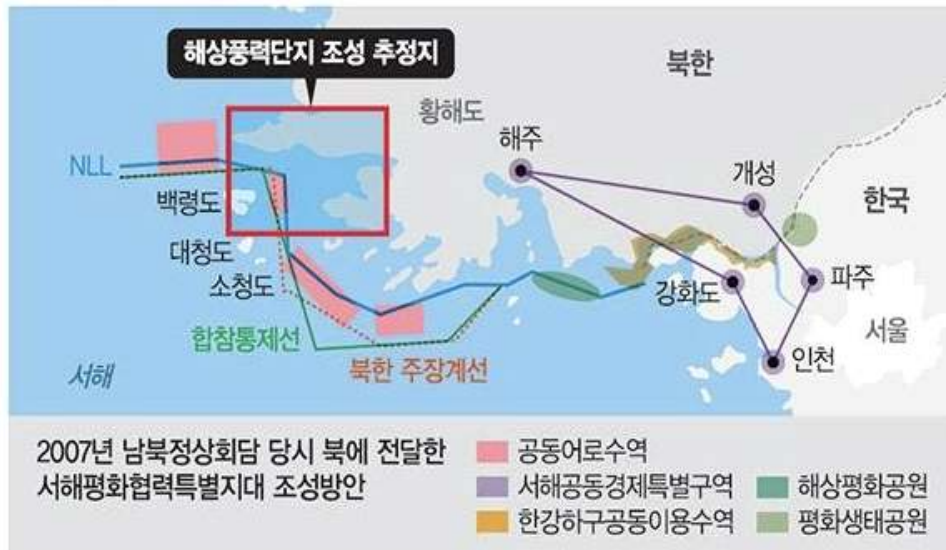 해상풍력단지 조성 추정지
북한
황해도
해주
NLL
개성
백령도
한국
대청도
소청도
강화도
파주
합참통제선
서울
서해
북한 주장계선
인천
2007년 남북정상회담 당시 북에 전달한
서해평화협력특별지대 조성방안
공동어로수역
서해공동경제특별구역
해상평화공원
한강하구공동이용수역
평화생태공원